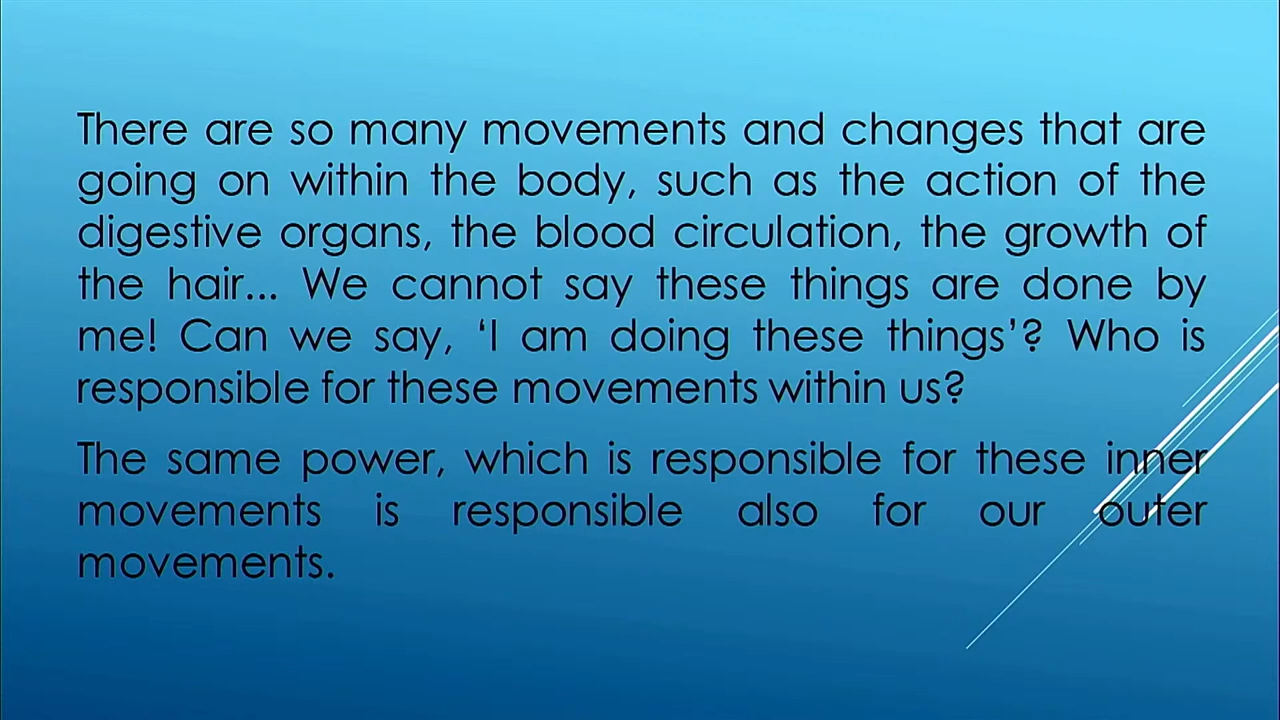 There are so many movements and changes that are
going on within the body, such as the action of the
digestive organs, the blood circulation, the growth of
the hair... We cannot say these things are done by
me! Can we say, ‘I am doing these things’? Who is
responsible for these movements within us?
The same power, which is responsible for these inner
movements is responsible also for our outer
movements.